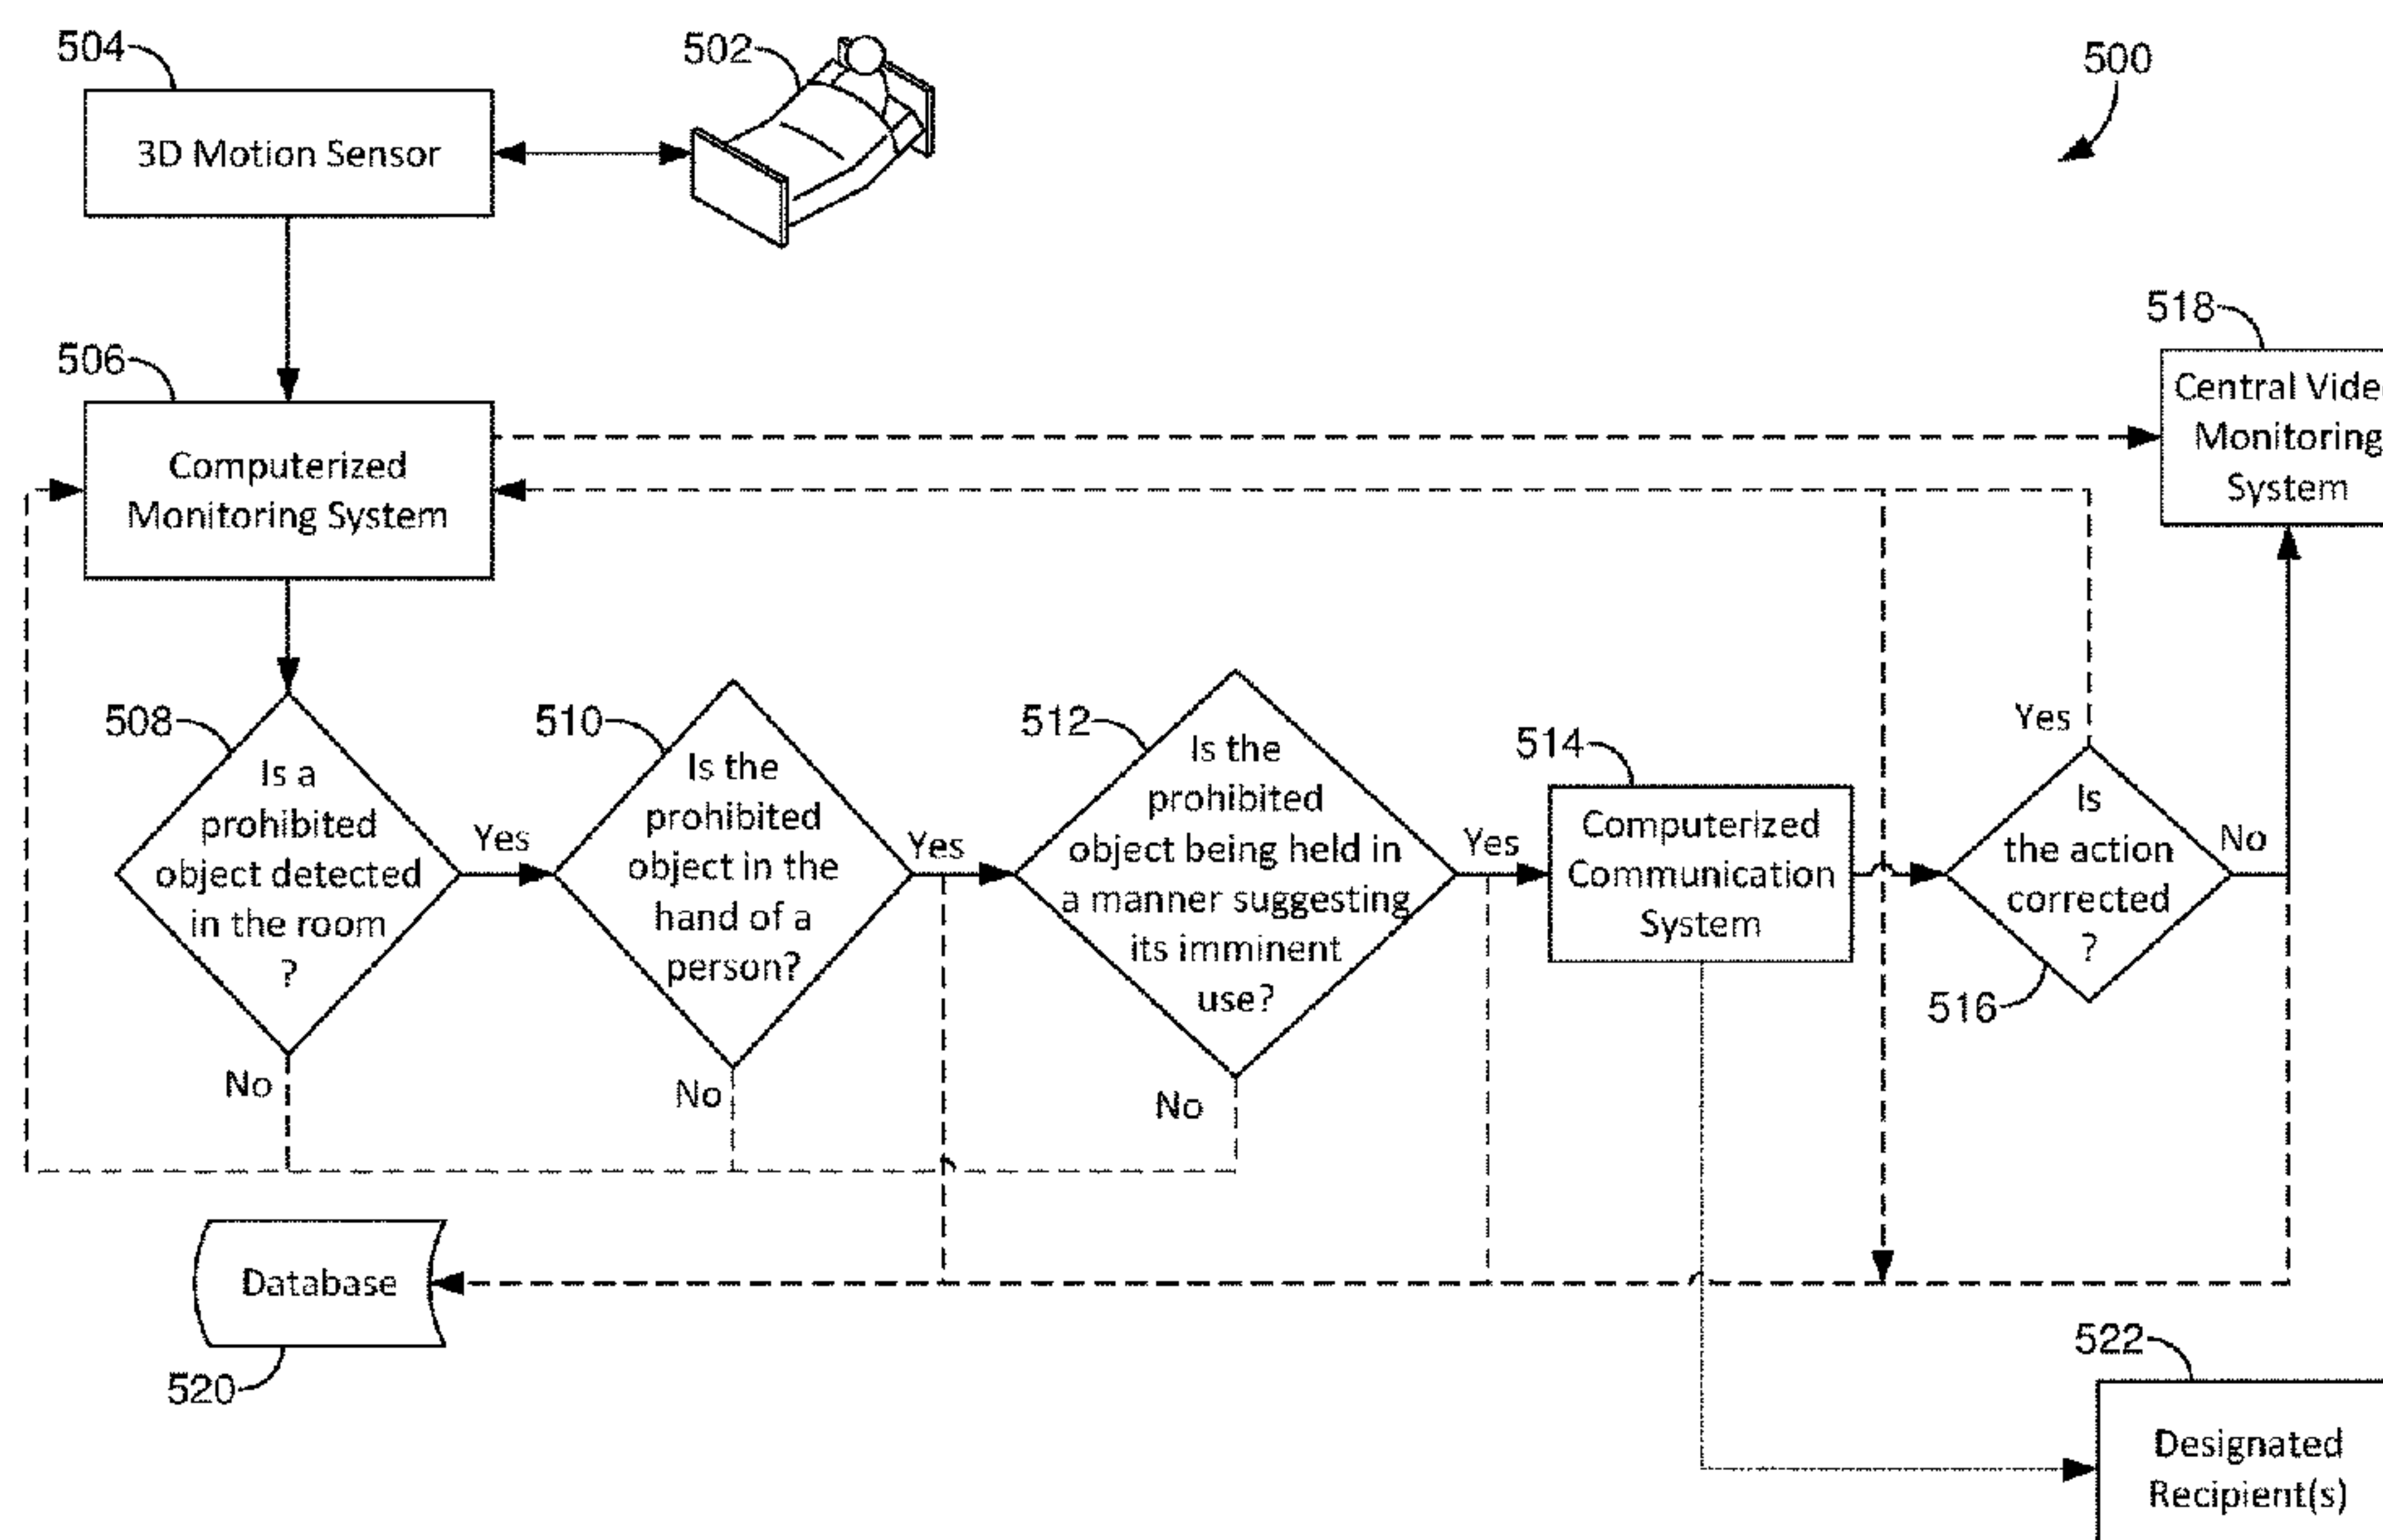 504
502
500
3D Motion Sensor
506
518
Central Vide
Monitoring
System
Computerized
Monitoring System
508
Is a
prohibited
object detected
in the room
?
Yes
No
510
Is the
prohibited
object in the
hand of a
person?
Yes
No
512
Is the
prohibited
object being held in
a manner suggesting
its imminent
use?
Yes
No
514
Computerized
Communication
System
Yes
Is
the action
corrected
?
No
516
Database
520
522
Designated
Recipient(s)